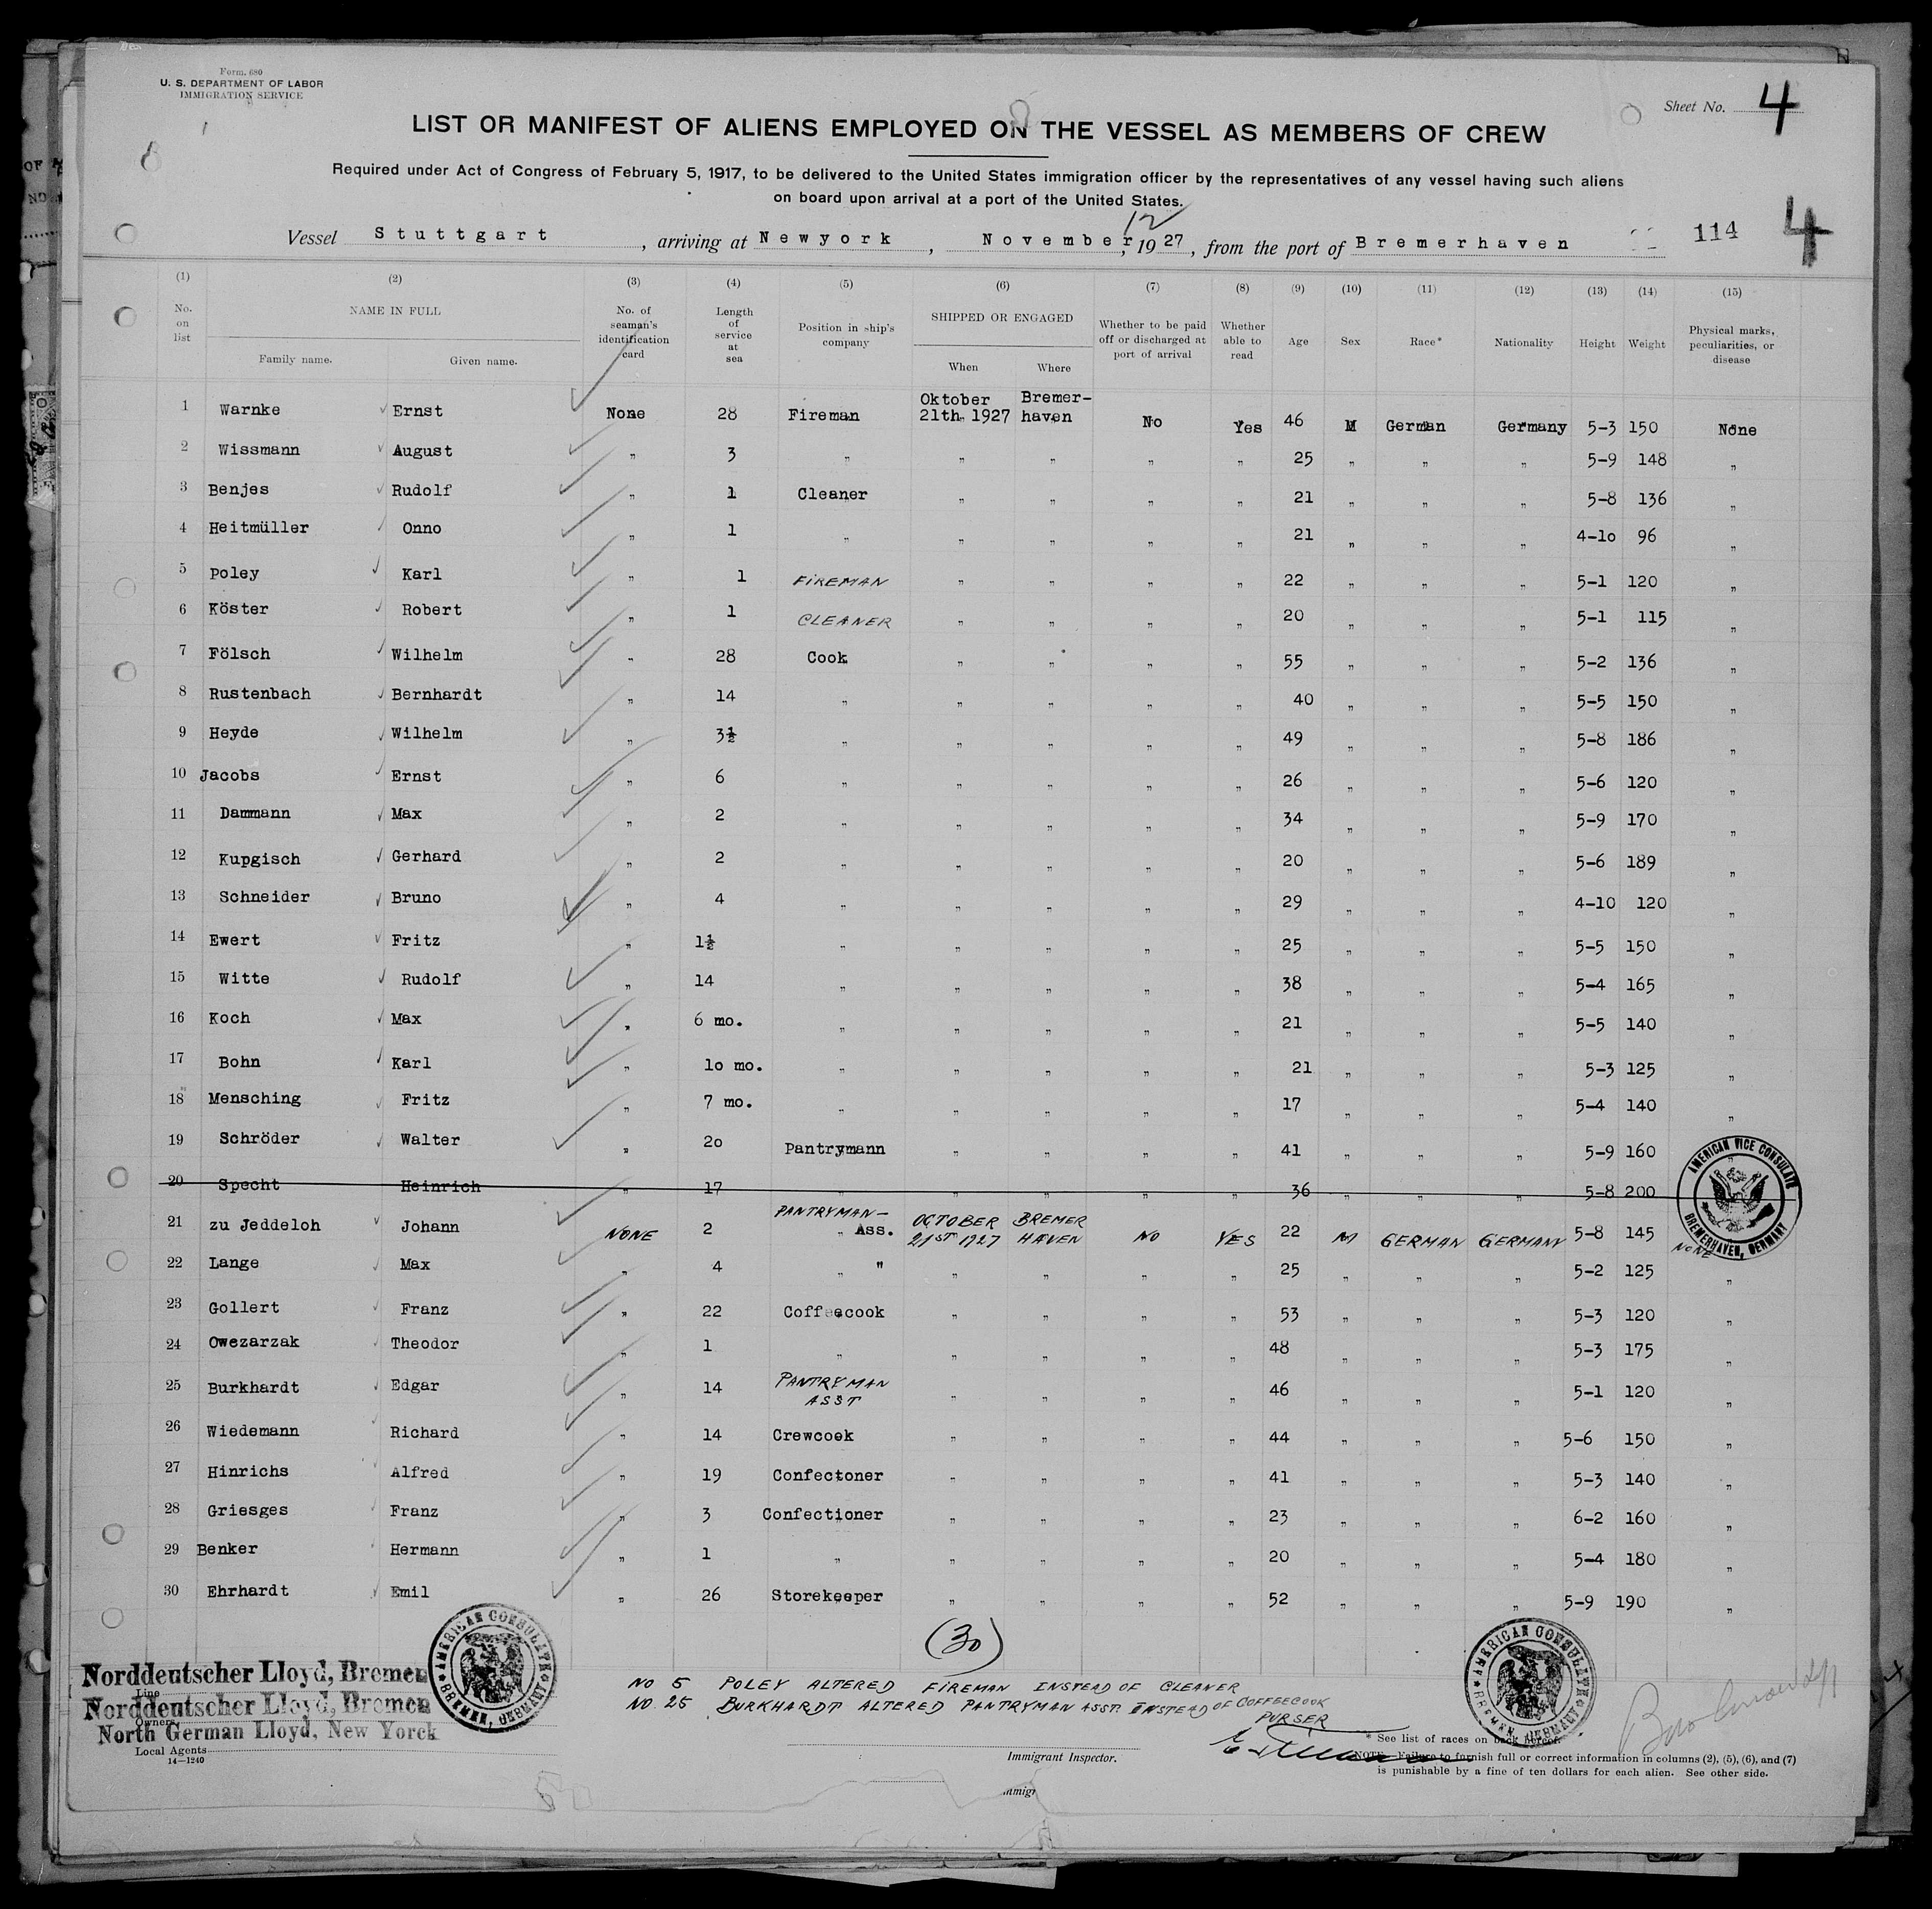 Form. 680
U. S. DEPARTMENT OF LABOR
IMMIGRATION SERVICE
Sheet No. 4
LIST OR MANIFEST OF ALIENS EMPLOYED ON THE VESSEL AS MEMBERS OF CREW
Required under Act of Congress of February 5, 1917, to be delivered to the United States immigration officer by the representatives of any vessel having such aliens
on board upon arrival at a port of the United States.
Vessel Stuttgart, arriving at Newyork, November 12, 1927, from the port of Bremerhaven 114 4
(1) (2) (3) (4) (5) (6) (7) (8) (9) (10) (11) (12) (13) (14) (15)
No. on list NAME IN FULL Family name. Given name. No. of seaman's identification card Length of service at sea Position in ship's company SHIPPED OR ENGAGED When Where Whether to be paid off or discharged at port of arrival Whether able to read Age Sex Race* Nationality Height Weight Physical marks, peculiarities, or disease
1 Warnke Ernst None 28 Fireman Oktober 21th 1927 Bremer-haven No Yes 46 M German Germany 5-3 150 None
2 Wissmann August " 3 " " " " " 25 " " " 5-9 148 "
3 Benjes Rudolf " 1 Cleaner " " " " 21 " " " 5-8 136 "
4 Heitmüller Onno " 1 " " " " " 21 " " " 4-10 96 "
5 Poley Karl " 1 FIREMAN " " " " 22 " " " 5-1 120 "
6 Köster Robert " 1 CLEANER " " " " 20 " " " 5-1 115 "
7 Fölsch Wilhelm " 28 Cook " " " " 55 " " " 5-2 136 "
8 Rustenbach Bernhardt " 14 " " " " " 40 " " " 5-5 150 "
9 Heyde Wilhelm " 3½ " " " " " 49 " " " 5-8 186 "
10 Jacobs Ernst " 6 " " " " " 26 " " " 5-6 120 "
11 Dammann Max " 2 " " " " " 34 " " " 5-9 170 "
12 Kupgisch Gerhard " 2 " " " " " 20 " " " 5-6 189 "
13 Schneider Bruno " 4 " " " " " 29 " " " 4-10 120 "
14 Ewert Fritz " 1½ " " " " " 25 " " " 5-5 150 "
15 Witte Rudolf " 14 " " " " " 38 " " " 5-4 165 "
16 Koch Max " 6 mo. " " " " " 21 " " " 5-5 140 "
17 Bohn Karl " 10 mo. " " " " " 21 " " " 5-3 125 "
18 Mensching Fritz " 7 mo. " " " " " 17 " " " 5-4 140 "
19 Schröder Walter " 20 Pantrymann " " " " 41 " " " 5-9 160 "
20 Specht Heinrich " 17 " " " " " 36 " " " 5-8 200
21 zu Jeddeloh Johann NONE 2 PANTRYMAN- " Ass. OCTOBER 21ST 1927 BREMER HAVEN NO YES 22 M GERMAN GERMANY 5-8 145 NONE
22 Lange Max " 4 " " " " " " 25 " " " 5-2 125 "
23 Gollert Franz " 22 Coffeecook " " " " 53 " " " 5-3 120 "
24 Owezarzak Theodor " 1 " " " " " 48 " " " 5-3 175 "
25 Burkhardt Edgar " 14 PANTRYMAN ASST " " " " 46 " " " 5-1 120 "
26 Wiedemann Richard " 14 Crewcook " " " " 44 " " " 5-6 150 "
27 Hinrichs Alfred " 19 Confectoner " " " " 41 " " " 5-3 140 "
28 Griesges Franz " 3 Confectioner " " " " 23 " " " 6-2 160 "
29 Benker Hermann " 1 " " " " " 20 " " " 5-4 180 "
30 Ehrhardt Emil " 26 Storekeeper " " " " 52 " " " 5-9 190 "
AMERICAN VICE CONSULATE BREMERHAVEN, GERMANY
(30)
NO 5 POLEY ALTERED FIREMAN INSTEAD OF CLEANER
NO. 25 BURKHARDT ALTERED PANTRYMAN ASST. INSTEAD OF COFFEECOOK
PURSER
Norddeutscher Lloyd, Bremen
Line
Norddeutscher Lloyd, Bremen
Owners
North German Lloyd, New Yorck
Local Agents
14—1240
AMERICAN CONSULATE BREMEN, GERMANY
AMERICAN CONSULATE BREMEN, GERMANY
Immigrant Inspector.
* See list of races on back hereof.
NOTE.—Failure to furnish full or correct information in columns (2), (5), (6), and (7)
is punishable by a fine of ten dollars for each alien. See other side.